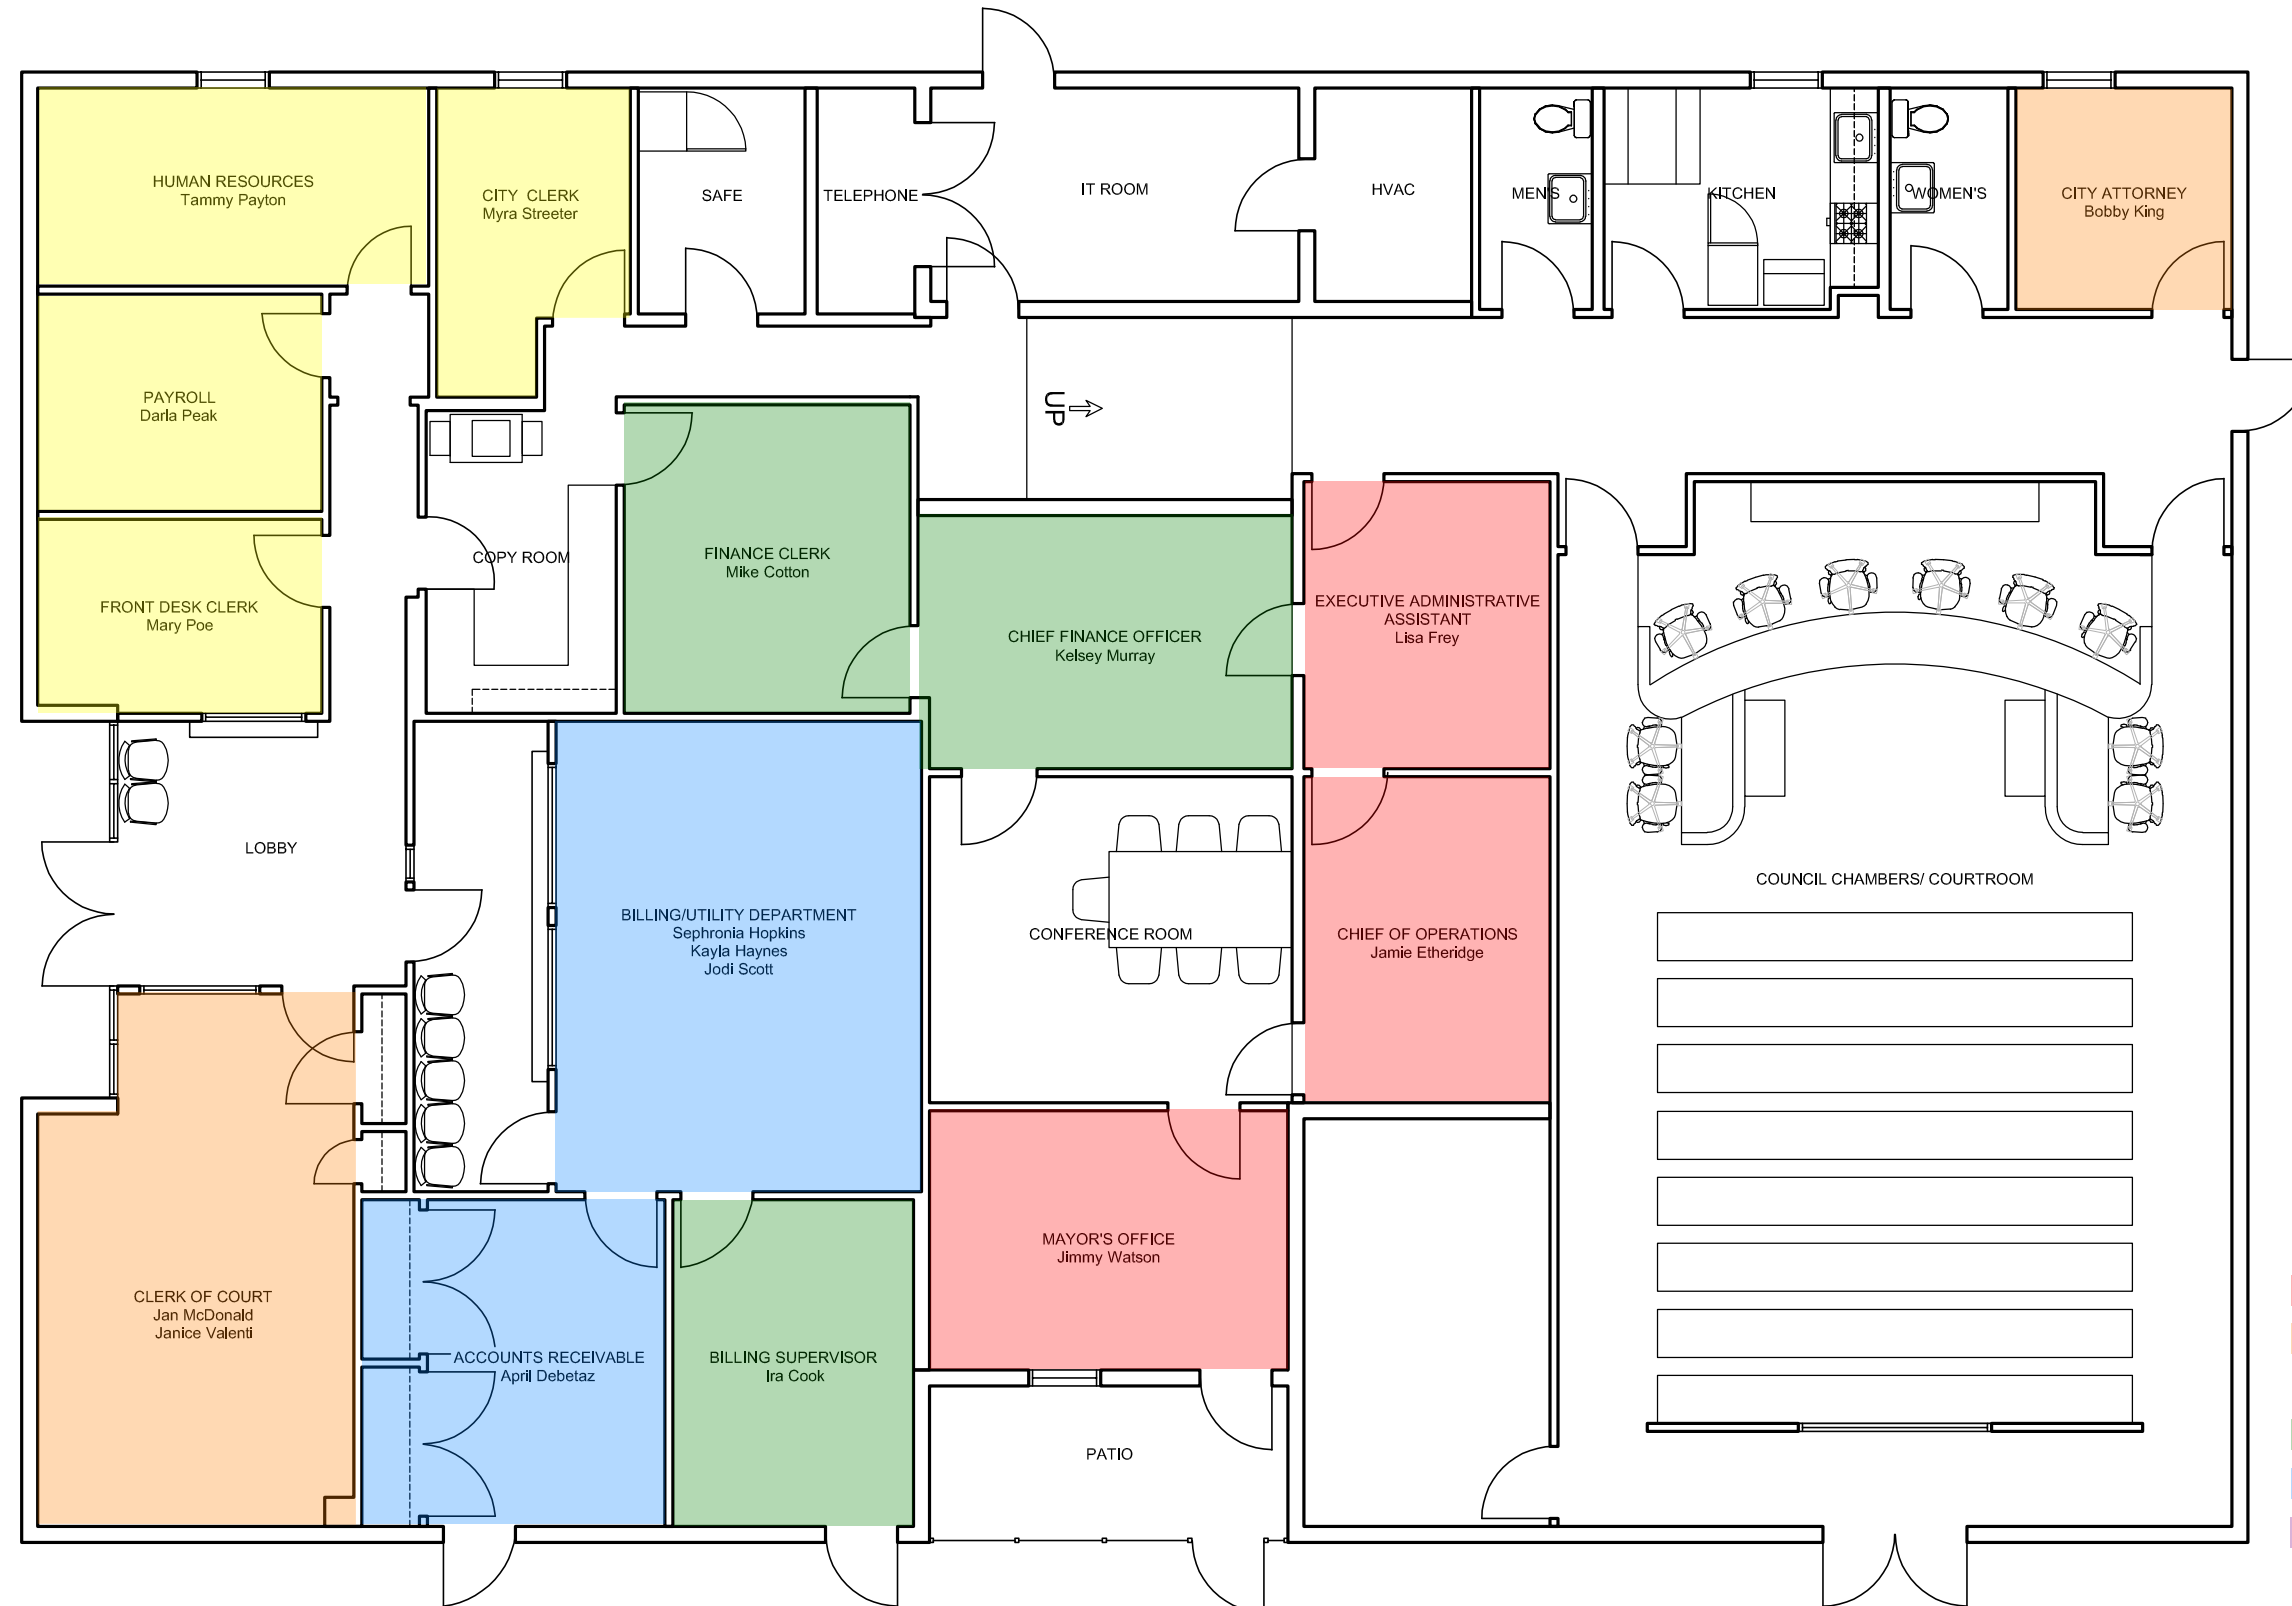 HUMAN RESOURCES
Tammy Payton
CITY CLERK
Myra Streeter
SAFE
TELEPHONE
IT ROOM
HVAC
MEN'S
KITCHEN
WOMEN'S
CITY ATTORNEY
Bobby King
PAYROLL
Darla Peak
UP
COPY ROOM
FINANCE CLERK
Mike Cotton
FRONT DESK CLERK
Mary Poe
CHIEF FINANCE OFFICER
Kelsey Murray
EXECUTIVE ADMINISTRATIVE
ASSISTANT
Lisa Frey
LOBBY
COUNCIL CHAMBERS/ COURTROOM
BILLING/UTILITY DEPARTMENT
Sephronia Hopkins
Kayla Haynes
Jodi Scott
CONFERENCE ROOM
CHIEF OF OPERATIONS
Jamie Etheridge
MAYOR'S OFFICE
Jimmy Watson
CLERK OF COURT
Jan McDonald
Janice Valenti
ACCOUNTS RECEIVABLE
April Debetaz
BILLING SUPERVISOR
Ira Cook
PATIO